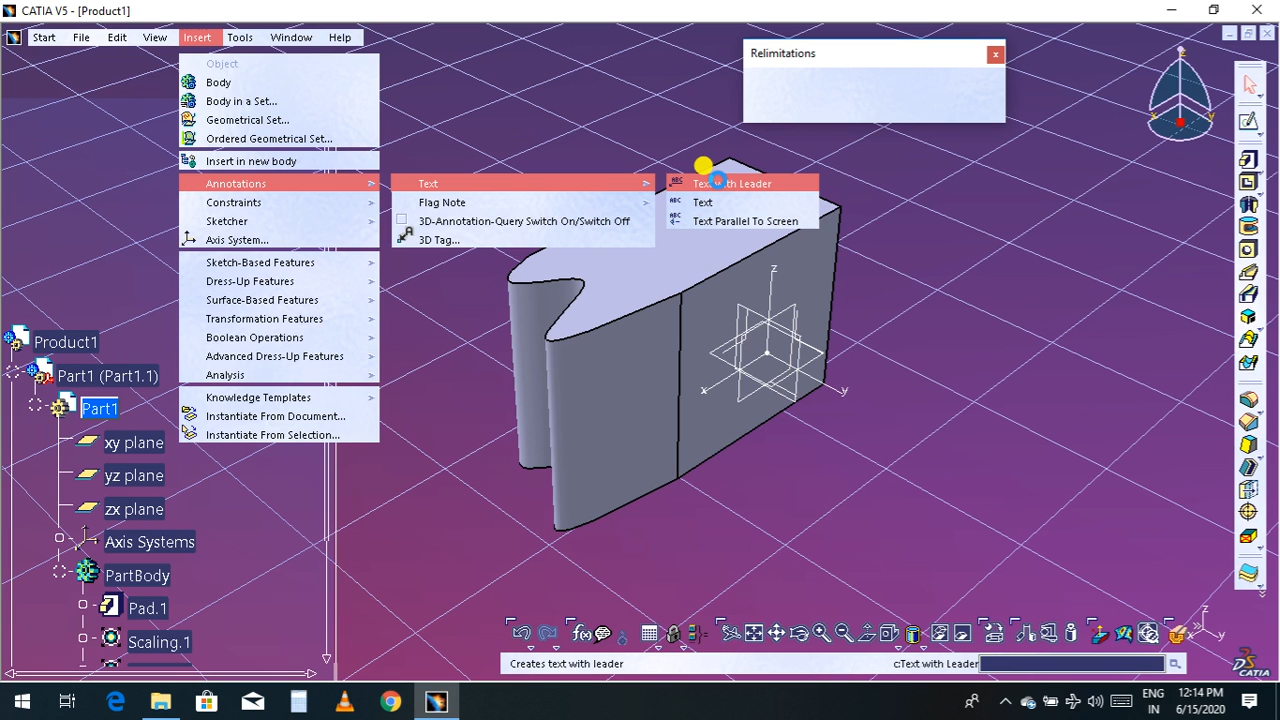 CATIA V5 - [Product1]
Start File Edit View Insert Tools Window Help
Relimitations
x
Object
Body
Body in a Set...
Geometrical Set...
Ordered Geometrical Set...
Insert in new body
Annotations
Constraints
Sketcher
Axis System...
Sketch-Based Features
Dress-Up Features
Surface-Based Features
Transformation Features
Boolean Operations
Advanced Dress-Up Features
Analysis
Knowledge Templates
Instantiate From Document...
Instantiate From Selection...
Text
Flag Note
3D-Annotation-Query Switch On/Switch Off
3D Tag...
ABC Text with Leader
ABC Text
ABC Text Parallel To Screen
z
x
y
z
x
y
Product1
Part1 (Part1.1)
Part1
xy plane
yz plane
zx plane
Axis Systems
PartBody
Pad.1
Scaling.1
f(x)
z
x
y
Creates text with leader
c:Text with Leader
DS CATIA
ENG
IN
12:14 PM
6/15/2020